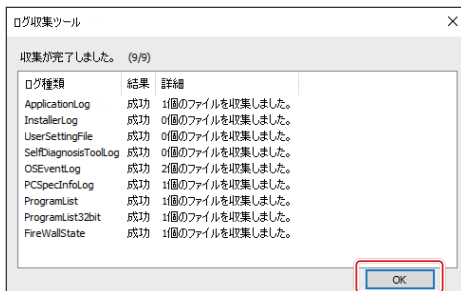 ログ収集ツール
収集が完了しました。 (9/9)
ログ種類 結果 詳細
ApplicationLog 成功 1個のファイルを収集しました。
InstallerLog 成功 0個のファイルを収集しました。
UserSettingFile 成功 0個のファイルを収集しました。
SelfDiagnosisToolLog 成功 0個のファイルを収集しました。
OSEventLog 成功 2個のファイルを収集しました。
PCSpecInfoLog 成功 1個のファイルを収集しました。
ProgramList 成功 1個のファイルを収集しました。
ProgramList32bit 成功 1個のファイルを収集しました。
FireWallState 成功 1個のファイルを収集しました。
OK